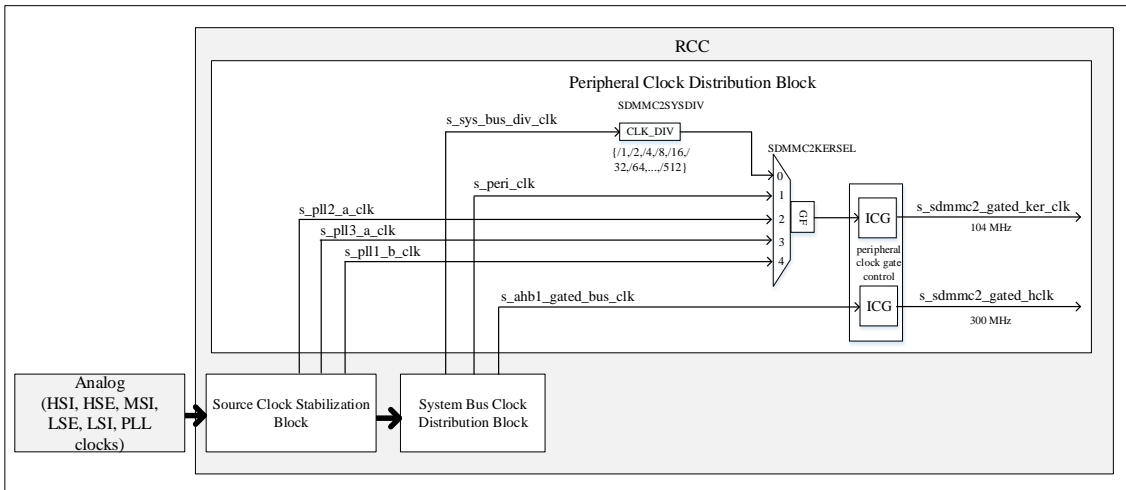 RCC
Peripheral Clock Distribution Block
SDMMC2SYSDIV
s_sys_bus_div_clk
CLK_DIV
{/1,/2,/4,/8,/16,/
32,/64,...,/512}
SDMMC2KERSEL
0
s_peri_clk
1
s_pll2_a_clk
2
s_pll3_a_clk
3
s_pll1_b_clk
4
GF
ICG
s_sdmmc2_gated_ker_clk
104 MHz
peripheral
clock gate
control
s_ahb1_gated_bus_clk
ICG
s_sdmmc2_gated_hclk
300 MHz
Analog
(HSI, HSE, MSI,
LSE, LSI, PLL
clocks)
Source Clock Stabilization
Block
System Bus Clock
Distribution Block